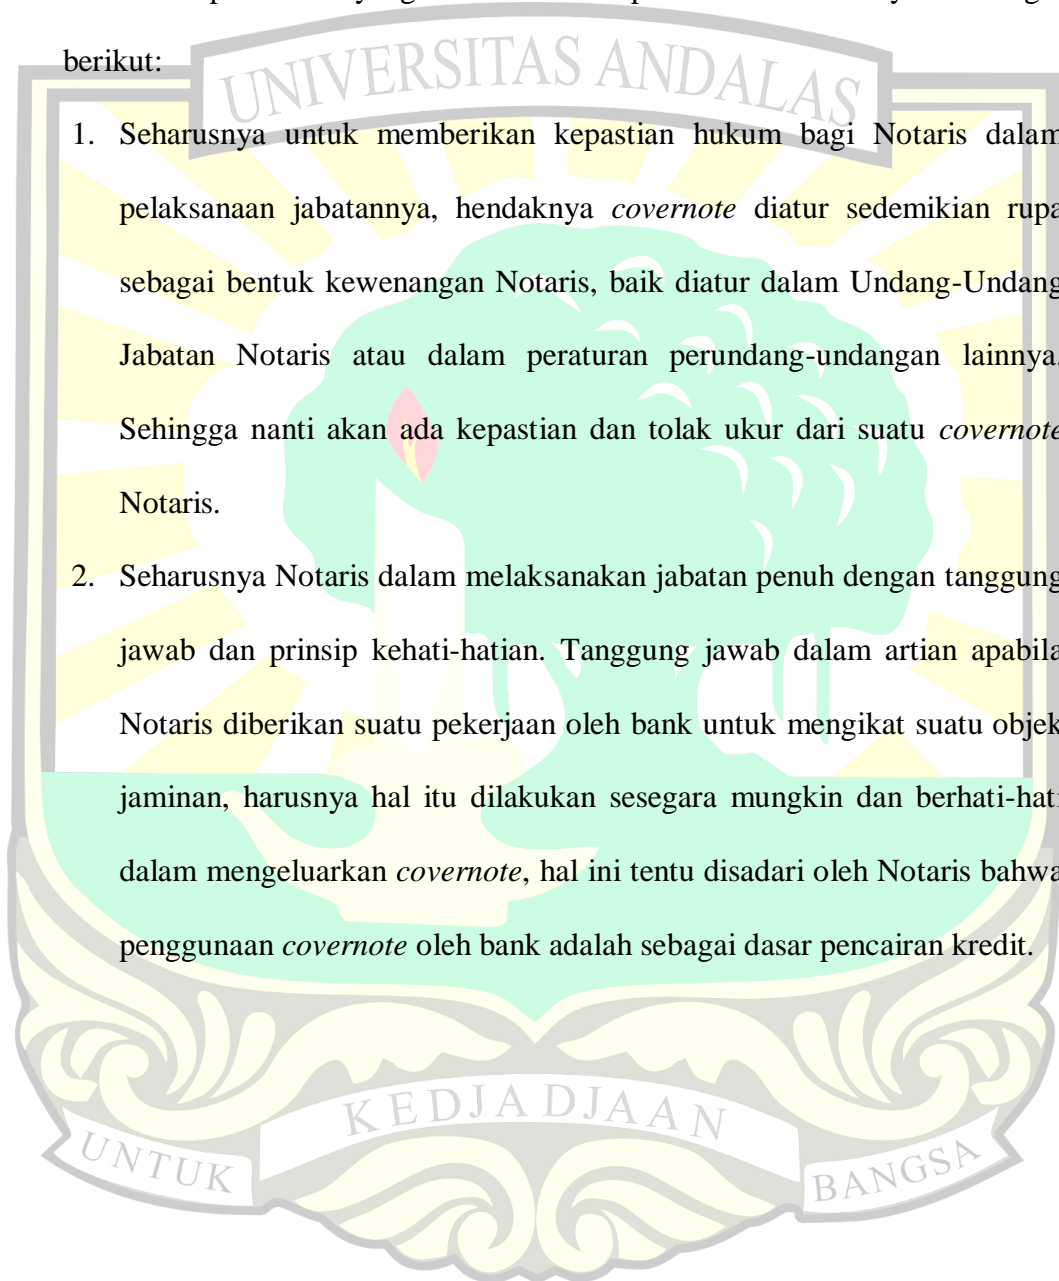 berikut:
UNIVERSITAS ANDALAS
1. Seharusnya untuk memberikan kepastian hukum bagi Notaris dalam
pelaksanaan jabatannya, hendaknya covernote diatur sedemikian rupa
sebagai bentuk kewenangan Notaris, baik diatur dalam Undang-Undang
Jabatan Notaris atau dalam peraturan perundang-undangan lainnya.
Sehingga nanti akan ada kepastian dan tolak ukur dari suatu covernote
Notaris.
2. Seharusnya Notaris dalam melaksanakan jabatan penuh dengan tanggung
jawab dan prinsip kehati-hatian. Tanggung jawab dalam artian apabila
Notaris diberikan suatu pekerjaan oleh bank untuk mengikat suatu objek
jaminan, harusnya hal itu dilakukan sesegara mungkin dan berhati-hati
dalam mengeluarkan covernote, hal ini tentu disadari oleh Notaris bahwa
penggunaan covernote oleh bank adalah sebagai dasar pencairan kredit.
UNTUK KEDJADJAAN BANGSA